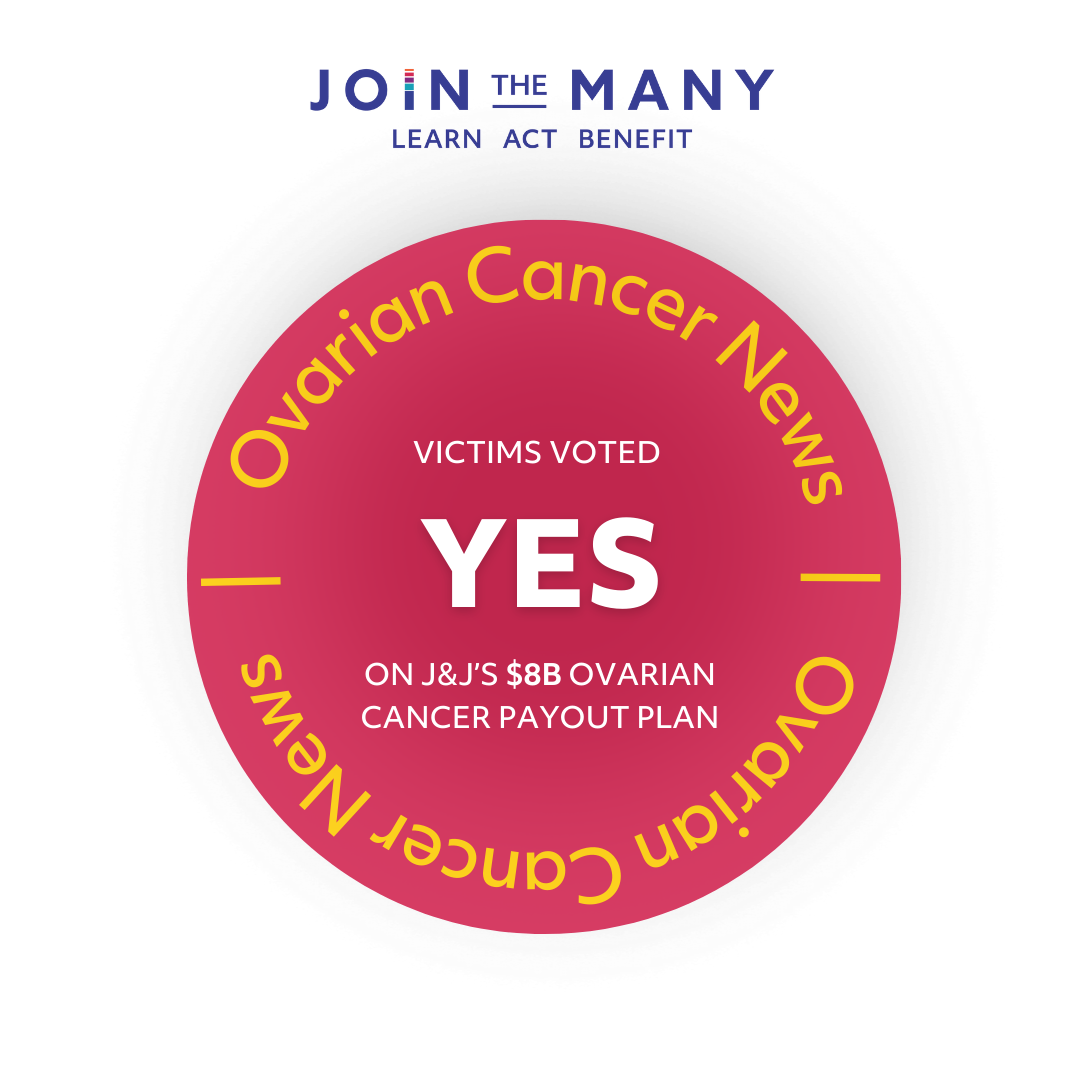 JOIN THE MANY
LEARN ACT BENEFIT
Ovarian Cancer News
VICTIMS VOTED
YES
ON J&J’S $8B OVARIAN
CANCER PAYOUT PLAN
Ovarian Cancer News